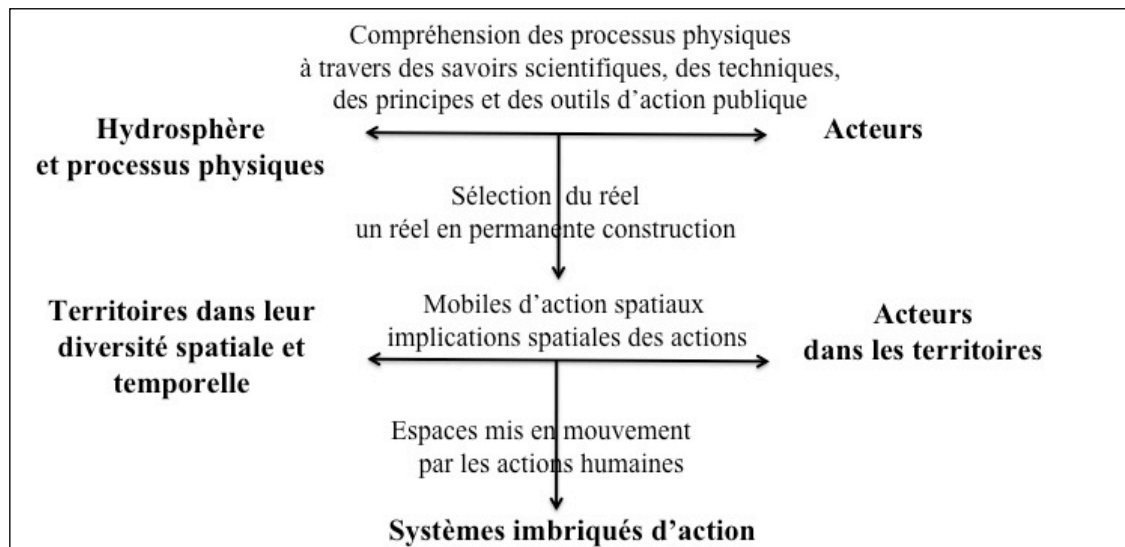 Compréhension des processus physiques
à travers des savoirs scientifiques, des techniques,
des principes et des outils d'action publique
Hydrosphère
et processus physiques
Acteurs
Sélection du réel
un réel en permanente construction
Territoires dans leur
diversité spatiale et
temporelle
Mobiles d'action spatiaux
implications spatiales des actions
Acteurs
dans les territoires
Espaces mis en mouvement
par les actions humaines
Systèmes imbriqués d'action